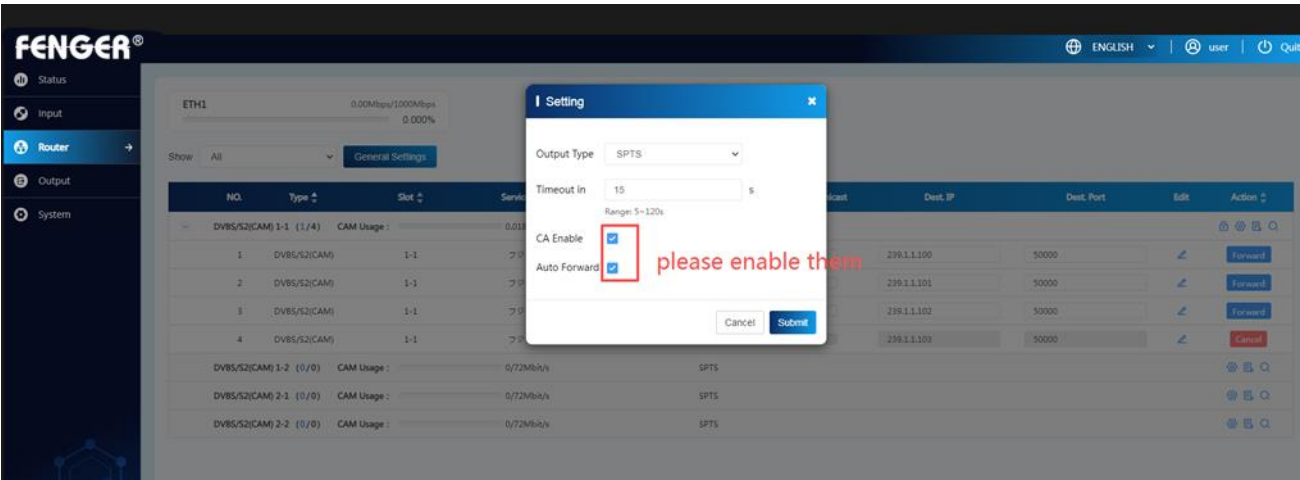 FENGER®
ENGLISH | user | Quit
Status
Input
Router
Output
System
ETH1 0.00Mbps/1000Mbps
0.000%
Show All General Settings
Setting
Output Type SPTS
Timeout in 15 s
Range: 5~120s
CA Enable
Auto Forward
please enable them
Cancel Submit
NO. Type Slot Dest. IP Dest. Port Edit Action
DVBS/S2(CAM) 1-1 (1/4) CAM Usage :
1 DVBS/S2(CAM) 1-1 239.1.1.100 50000 Forward
2 DVBS/S2(CAM) 1-1 239.1.1.101 50000 Forward
3 DVBS/S2(CAM) 1-1 239.1.1.102 50000 Forward
4 DVBS/S2(CAM) 1-1 239.1.1.103 50000 Cancel
DVBS/S2(CAM) 1-2 (0/0) CAM Usage : 0/72Mbit/s SPTS
DVBS/S2(CAM) 2-1 (0/0) CAM Usage : 0/72Mbit/s SPTS
DVBS/S2(CAM) 2-2 (0/0) CAM Usage : 0/72Mbit/s SPTS